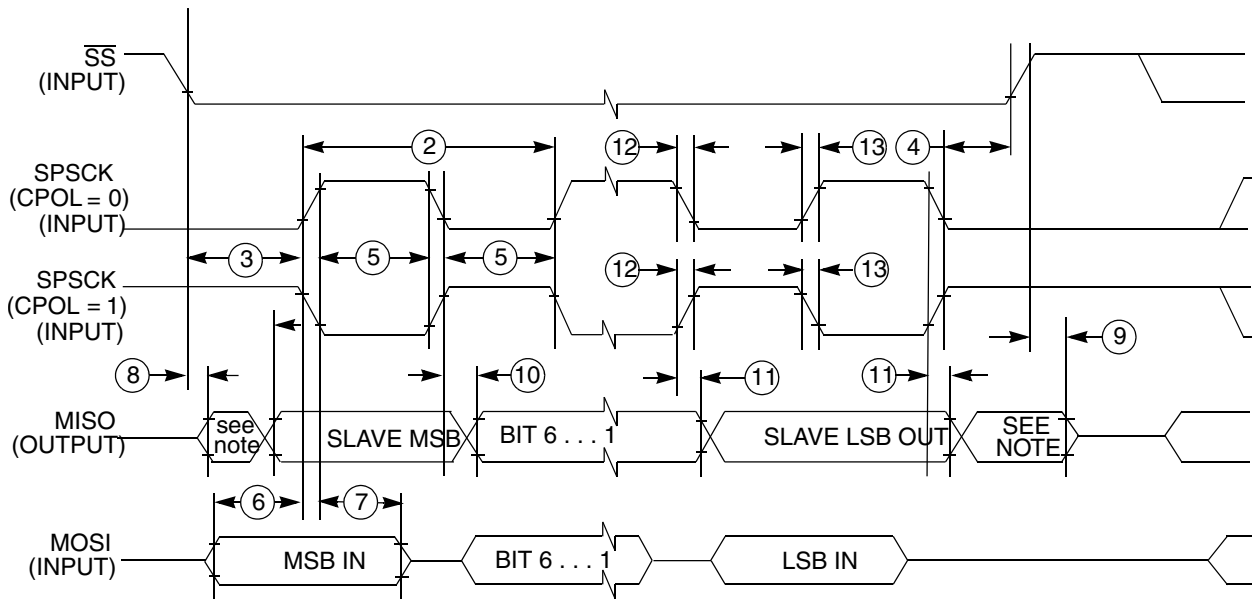 SS
(INPUT)
2
12
13
4
SPSCK
(CPOL = 0)
(INPUT)
3
5
5
12
13
SPSCK
(CPOL = 1)
(INPUT)
8
10
11
11
9
MISO
(OUTPUT)
see
note
SLAVE MSB
BIT 6 . . . 1
SLAVE LSB OUT
SEE
NOTE
6
7
MOSI
(INPUT)
MSB IN
BIT 6 . . . 1
LSB IN